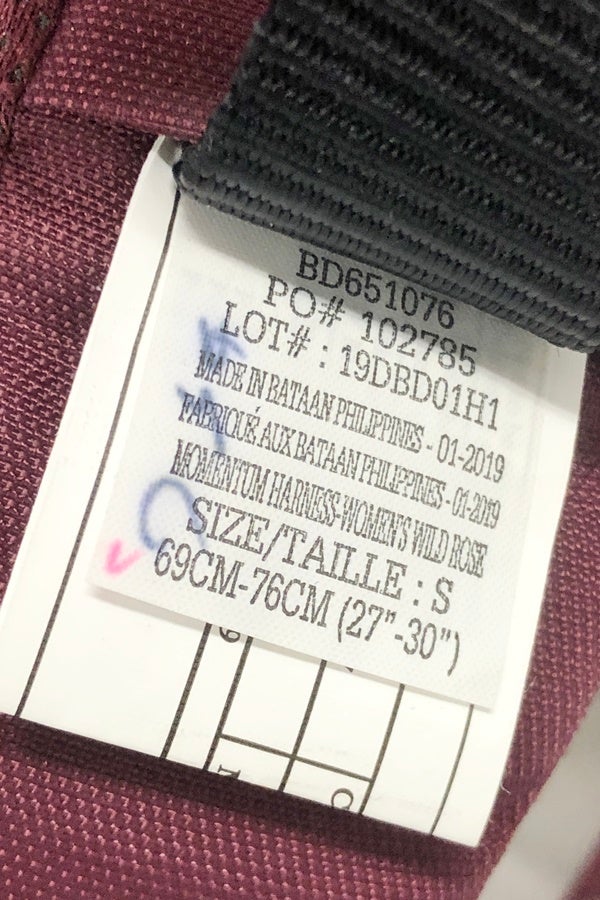 BD651076
PO# 102785
LOT# : 19DBD01H1
MADE IN BATAAN PHILIPPINES - 01-2019
FABRIQUÉ AUX BATAAN PHILIPPINES - 01-2019
MOMENTUM HARNESS-WOMEN'S WILD ROSE
SIZE/TAILLE : S
69CM-76CM (27"-30")